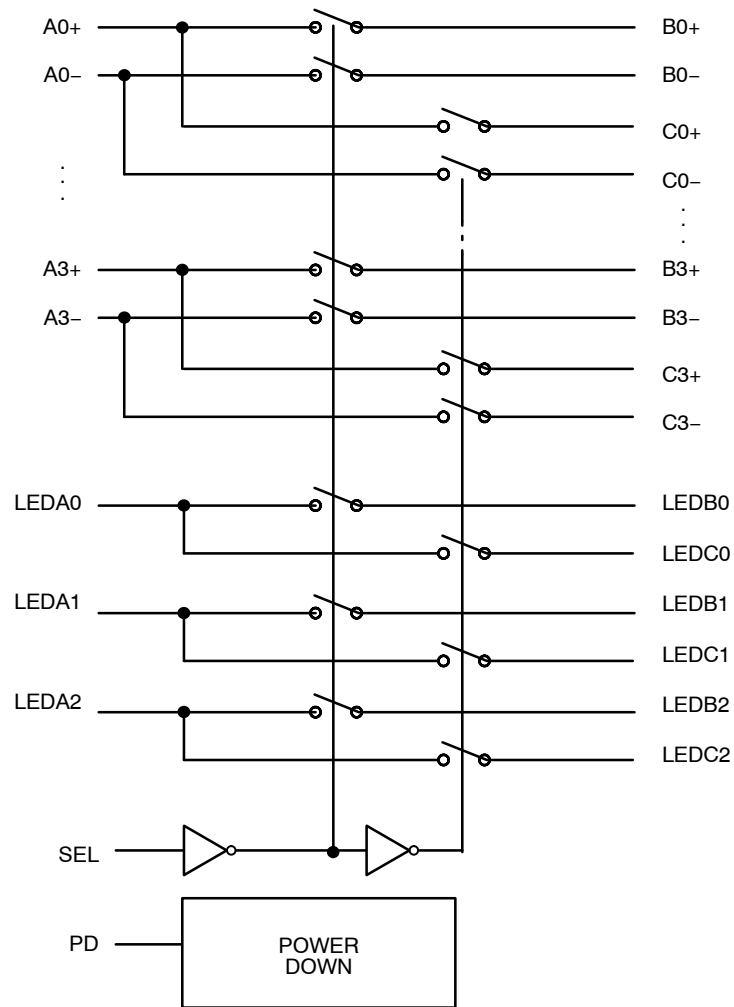 A0+ B0+
A0− B0−
C0+
C0−
. . . . . .
A3+ B3+
A3− B3−
C3+
C3−
LEDA0 LEDB0
LEDC0
LEDA1 LEDB1
LEDC1
LEDA2 LEDB2
LEDC2
SEL
PD POWER
DOWN